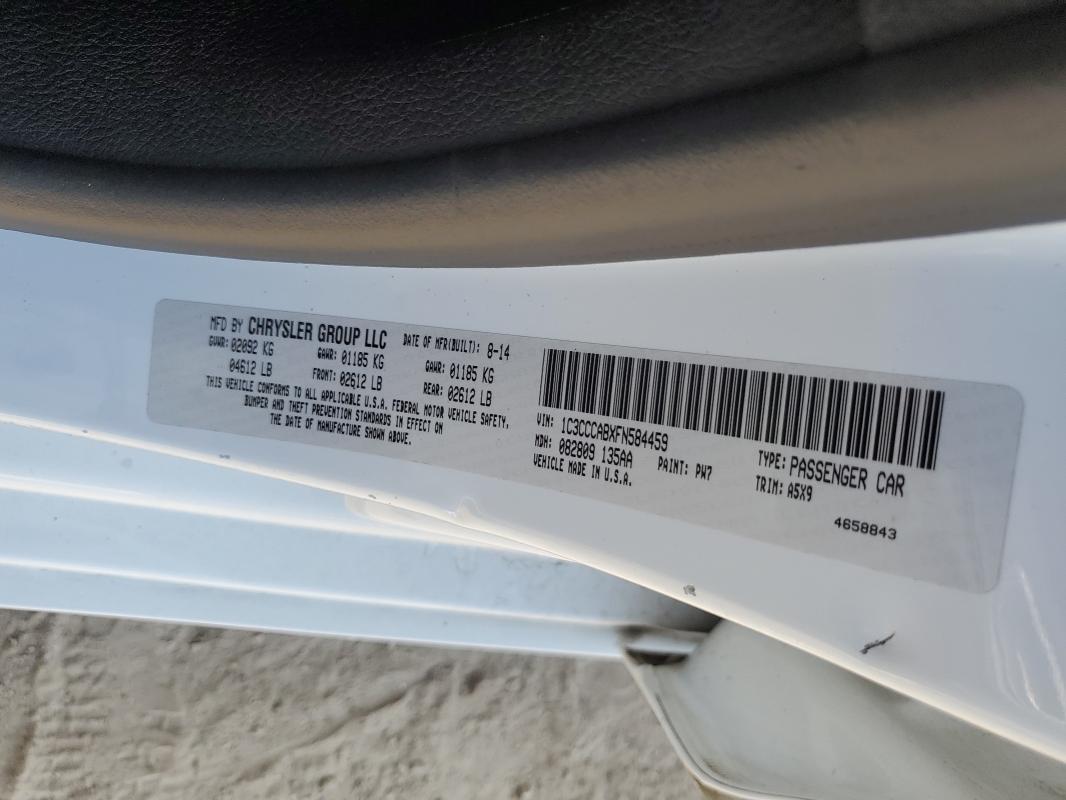 MFD BY CHRYSLER GROUP LLC DATE OF MFR(BUILT): 8-14
GVWR: 02092 KG GAWR: 01185 KG GAWR: 01185 KG
04612 LB FRONT: 02612 LB REAR: 02612 LB
THIS VEHICLE CONFORMS TO ALL APPLICABLE U.S.A. FEDERAL MOTOR VEHICLE SAFETY,
BUMPER AND THEFT PREVENTION STANDARDS IN EFFECT ON
THE DATE OF MANUFACTURE SHOWN ABOVE.
VIN: 1C3CCCABXFN584459 TYPE: PASSENGER CAR
MDH: 082809 135AA PAINT: PW7 TRIM: A5X9
VEHICLE MADE IN U.S.A.
4658843